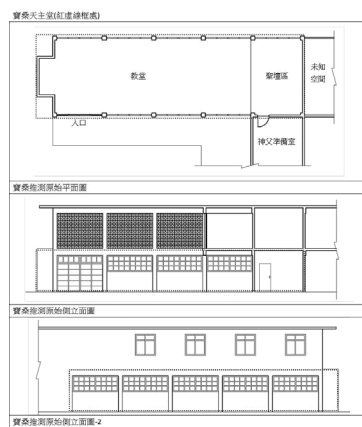 寶桑天主堂(紅虛線框處)
教堂
聖壇區
未知
空間
入口
神父準備室
寶桑推測原始平面圖
寶桑推測原始側立面圖
寶桑推測原始側立面圖-2